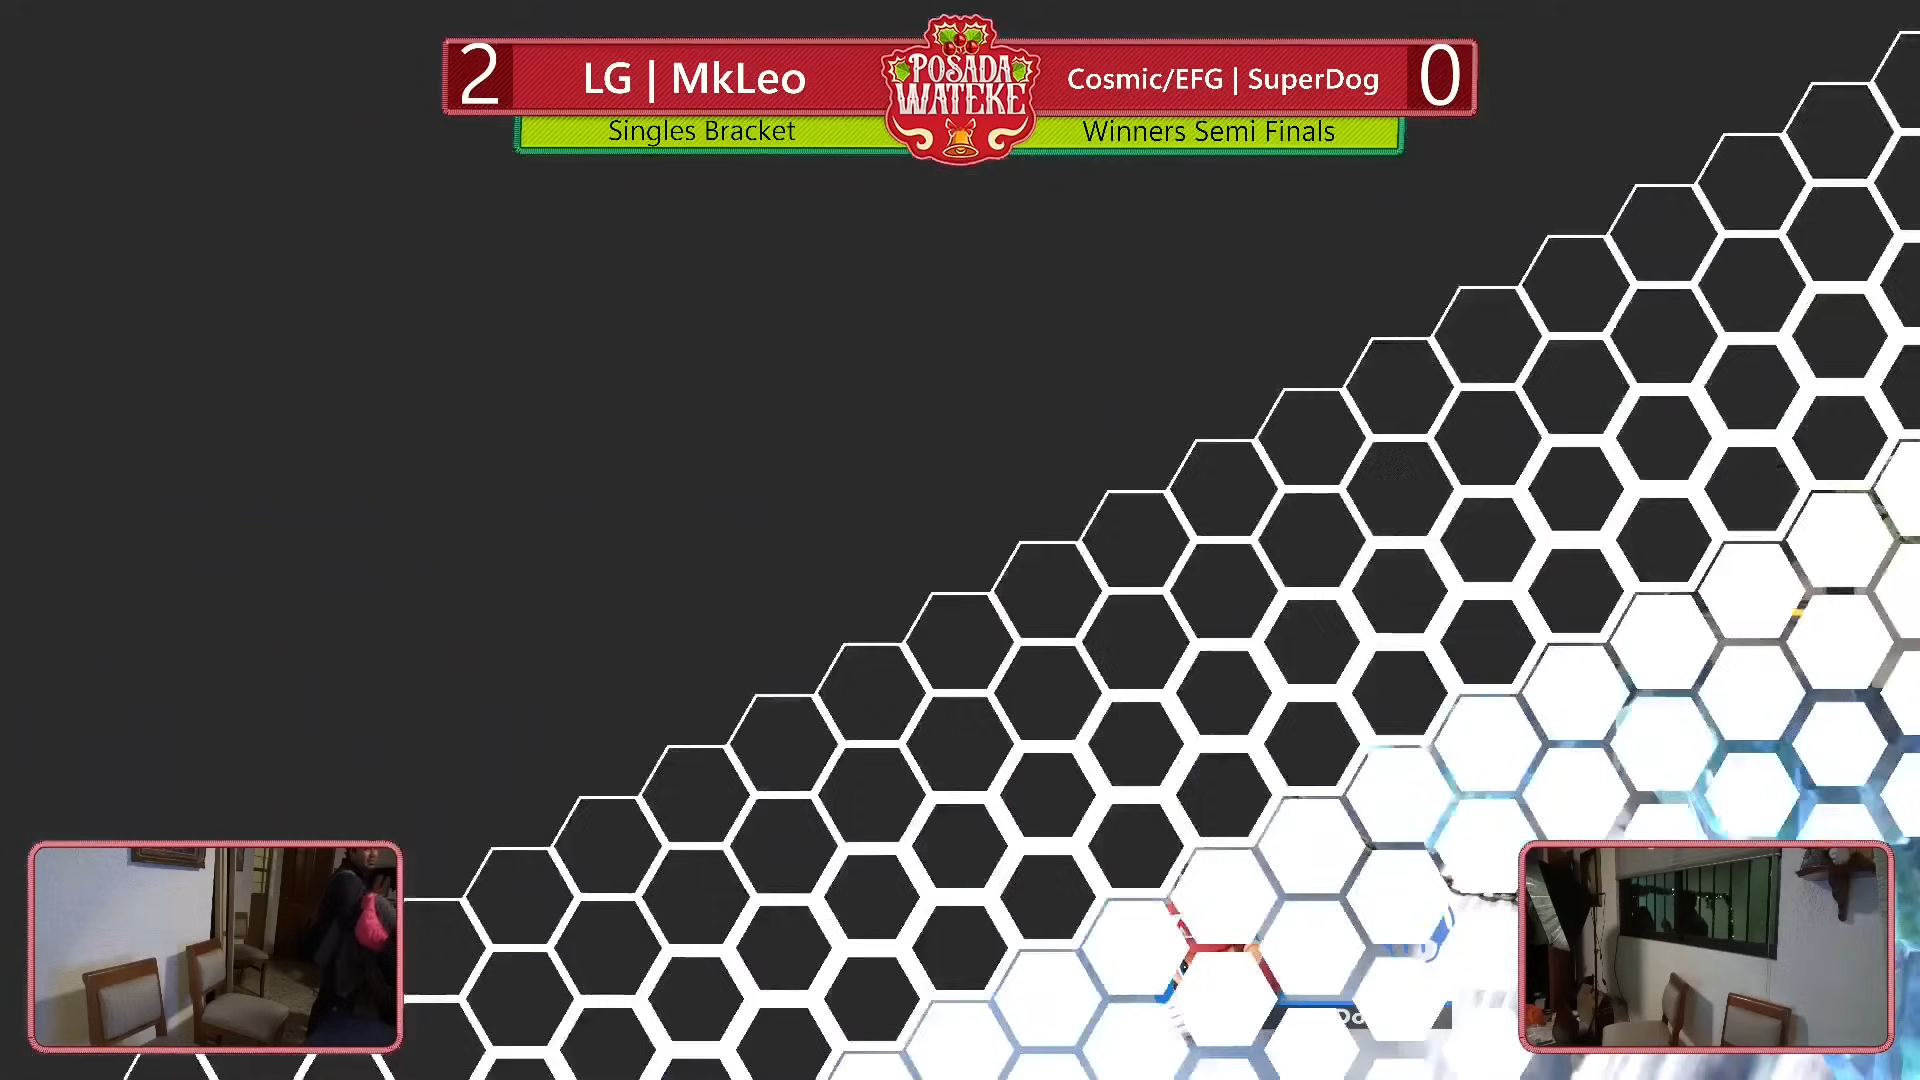 2 LG | MkLeo POSADA WATEKE Cosmic/EFG | SuperDog 0
Singles Bracket Winners Semi Finals